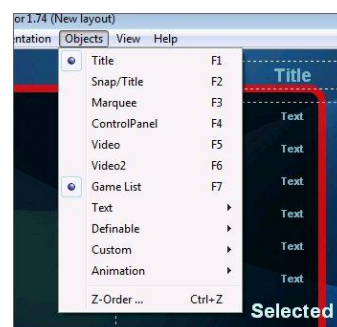 or 1.74 (New layout)
ntation Objects View Help
Title F1
Snap/Title F2
Marquee F3
ControlPanel F4
Video F5
Video2 F6
Game List F7
Text
Definable
Custom
Animation
Z-Order ... Ctrl+Z
Title
Text
Text
Text
Text
Text
Text
Selected